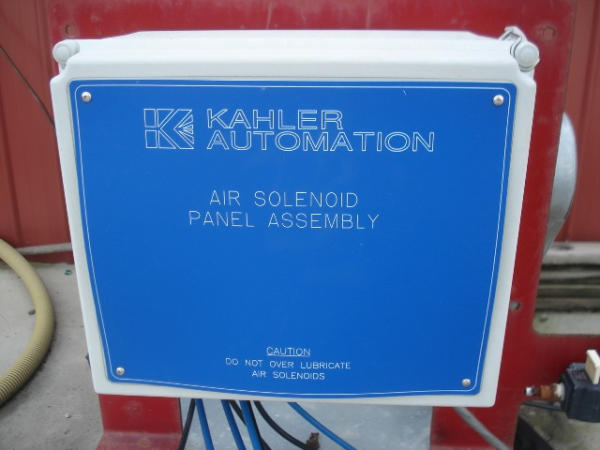 KAHLER
AUTOMATION
AIR SOLENOID
PANEL ASSEMBLY
CAUTION
DO NOT OVER LUBRICATE
AIR SOLENOIDS